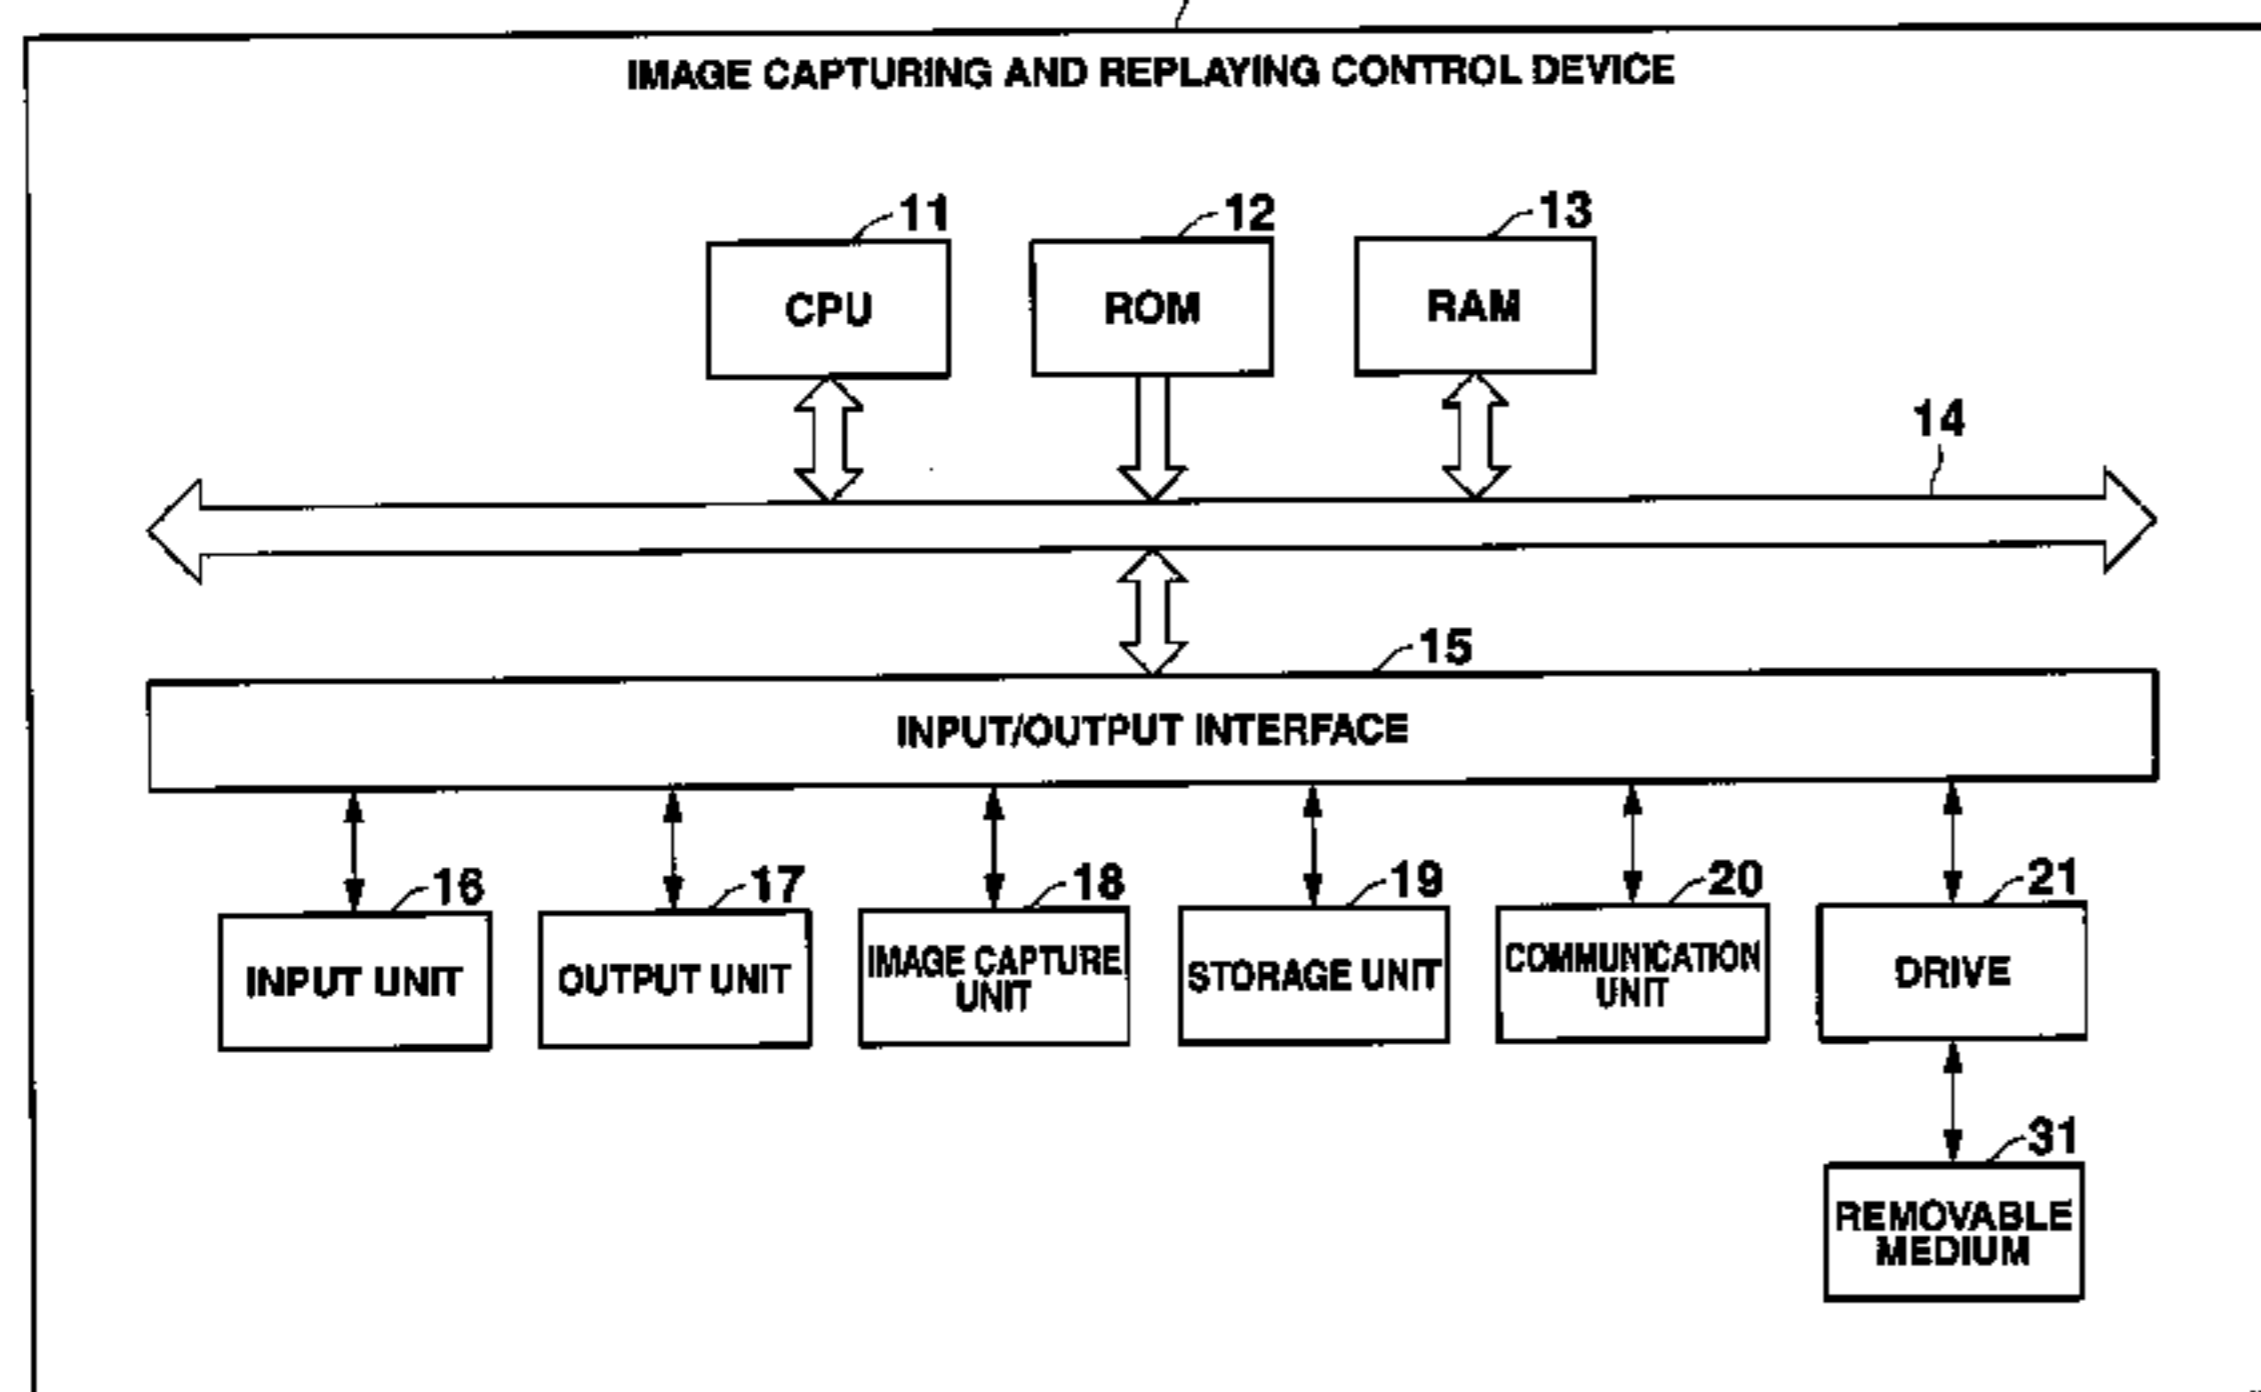 IMAGE CAPTURING AND REPLAYING CONTROL DEVICE
11
12
13
CPU
ROM
RAM
14
15
INPUT/OUTPUT INTERFACE
16
17
18
19
20
21
INPUT UNIT
OUTPUT UNIT
IMAGE CAPTURE
UNIT
STORAGE UNIT
COMMUNICATION
UNIT
DRIVE
31
REMOVABLE
MEDIUM